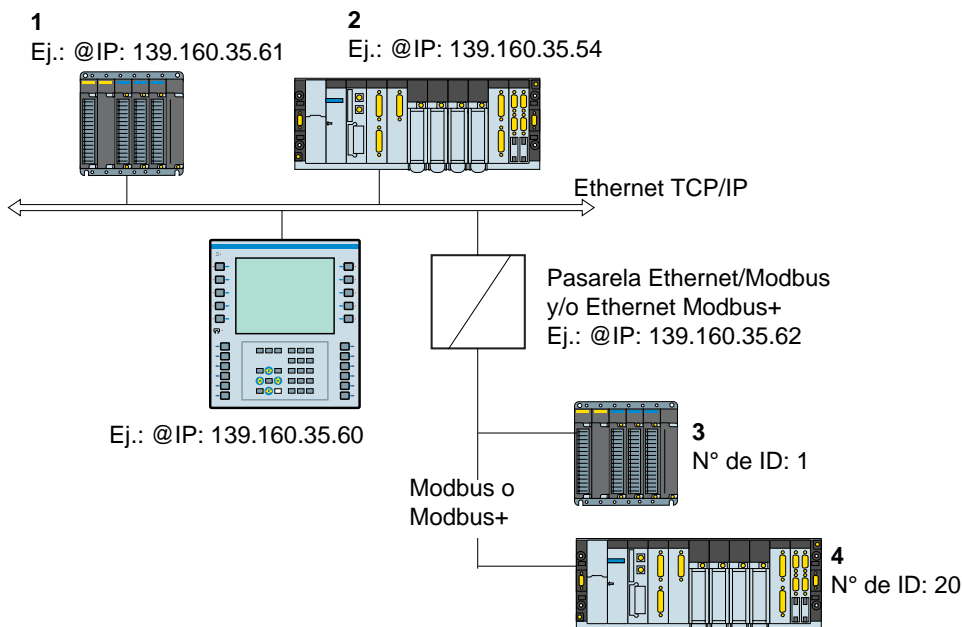 1
Ej.: @IP: 139.160.35.61
2
Ej.: @IP: 139.160.35.54
Ethernet TCP/IP
Pasarela Ethernet/Modbus
y/o Ethernet Modbus+
Ej.: @IP: 139.160.35.62
Ej.: @IP: 139.160.35.60
3
N° de ID: 1
Modbus o
Modbus+
4
N° de ID: 20